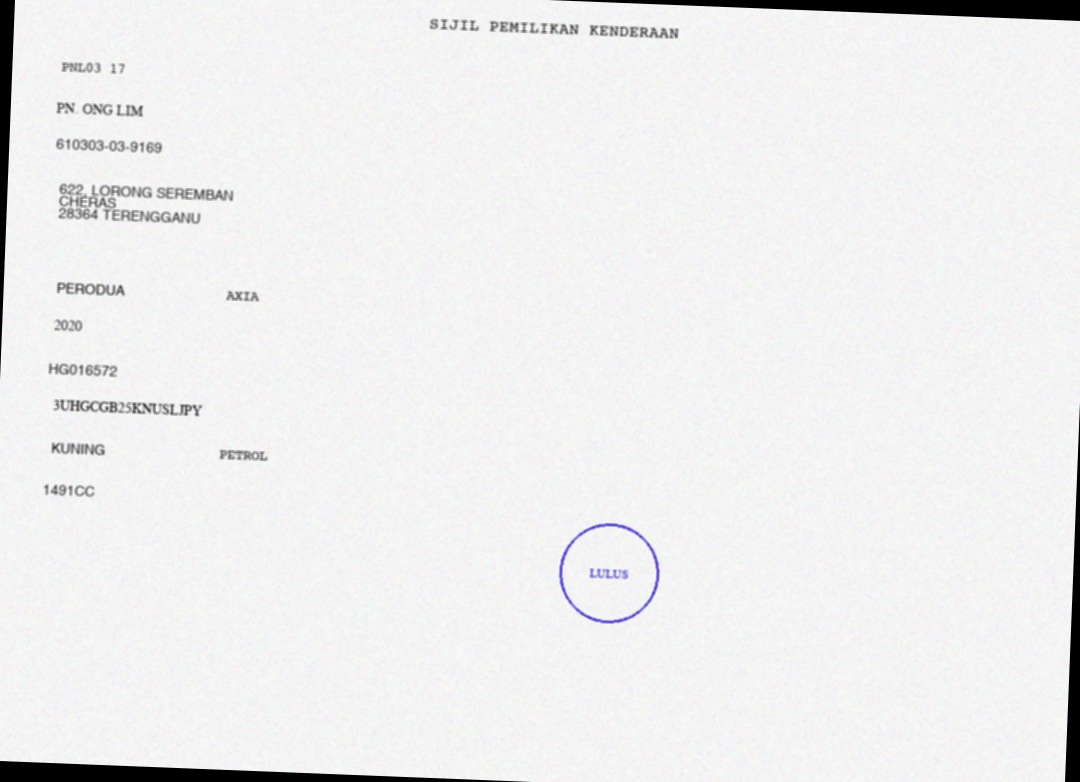 SIJIL PEMILIKAN KENDERAAN
PNL03 17
PN. ONG LIM
610303-03-9169
622, LORONG SEREMBAN
CHERAS
28364 TERENGGANU
PERODUA AXIA
2020
HG016572
3UHGCGB25KNUSLJPY
KUNING PETROL
1491CC
LULUS